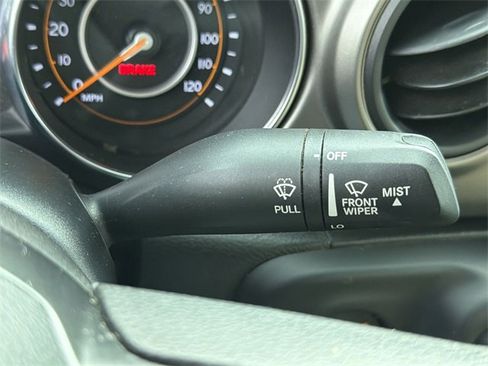 30
20
10
0
MPH
BRAKE
90
100
110
120
OFF
PULL
FRONT
WIPER
MIST
LO